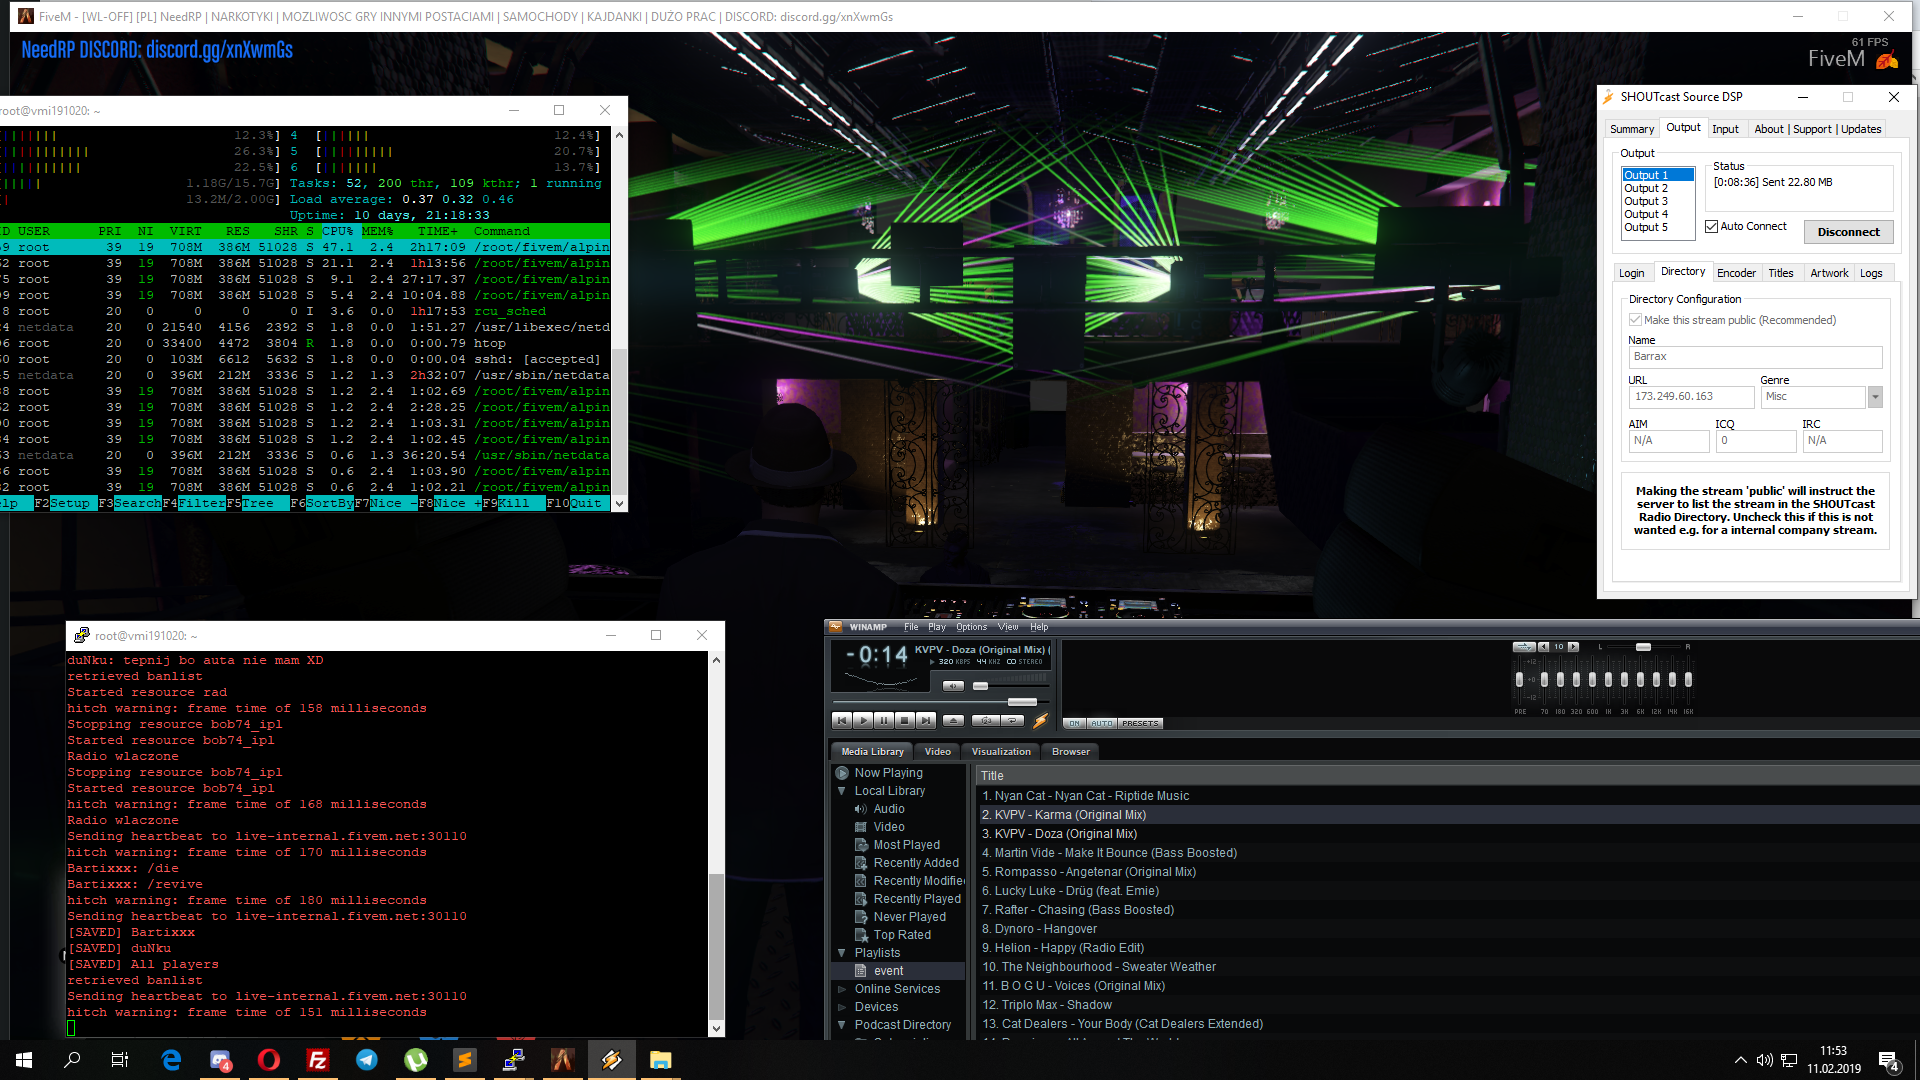 FiveM - [WL-OFF] [PL] NeedRP | NARKOTYKI | MOZLIWOSC GRY INNYMI POSTACIAMI | SAMOCHODY | KAJDANKI | DUŻO PRAC | DISCORD: discord.gg/xnXwmGs
NeedRP DISCORD: discord.gg/xnXwmGs
61 FPS
FiveM
root@vmi191020: ~
12.3%] 4 [ 12.4%]
26.3%] 5 [ 20.7%]
22.5%] 6 [ 13.7%]
1.18G/15.7G] Tasks: 52, 200 thr, 109 kthr; 1 running
13.2M/2.00G] Load average: 0.37 0.32 0.46
Uptime: 10 days, 21:18:33
ID USER PRI NI VIRT RES SHR S CPU% MEM% TIME+ Command
59 root 39 19 708M 386M 51028 S 47.1 2.4 2h17:09 /root/fivem/alpin
52 root 39 19 708M 386M 51028 S 21.1 2.4 1h13:56 /root/fivem/alpin
75 root 39 19 708M 386M 51028 S 9.1 2.4 27:17.37 /root/fivem/alpin
99 root 39 19 708M 386M 51028 S 5.4 2.4 10:04.88 /root/fivem/alpin
8 root 20 0 0 0 0 I 3.6 0.0 1h17:53 rcu_sched
24 netdata 20 0 21540 4156 2392 S 1.8 0.0 1:51.27 /usr/libexec/netd
96 root 20 0 33400 4472 3804 R 1.8 0.0 0:00.79 htop
50 root 20 0 103M 6612 5632 S 1.8 0.0 0:00.04 sshd: [accepted]
45 netdata 20 0 396M 212M 3336 S 1.2 1.3 2h32:07 /usr/sbin/netdata
38 root 39 19 708M 386M 51028 S 1.2 2.4 1:02.69 /root/fivem/alpin
52 root 39 19 708M 386M 51028 S 1.2 2.4 2:28.25 /root/fivem/alpin
90 root 39 19 708M 386M 51028 S 1.2 2.4 1:03.31 /root/fivem/alpin
34 root 39 19 708M 386M 51028 S 1.2 2.4 1:02.45 /root/fivem/alpin
53 netdata 20 0 396M 212M 3336 S 0.6 1.3 36:20.54 /usr/sbin/netdata
36 root 39 19 708M 386M 51028 S 0.6 2.4 1:03.90 /root/fivem/alpin
32 root 39 19 708M 386M 51028 S 0.6 2.4 1:02.21 /root/fivem/alpin
elp F2Setup F3SearchF4FilterF5Tree F6SortByF7Nice -F8Nice +F9Kill F10Quit
SHOUTcast Source DSP
Summary Output Input About | Support | Updates
Output
Output 1
Output 2
Output 3
Output 4
Output 5
Status
[0:08:36] Sent 22.80 MB
Auto Connect
Disconnect
Login Directory Encoder Titles Artwork Logs
Directory Configuration
Make this stream public (Recommended)
Name
Barrax
URL Genre
173.249.60.163 Misc
AIM ICQ IRC
N/A 0 N/A
Making the stream 'public' will instruct the
server to list the stream in the SHOUTcast
Radio Directory. Uncheck this if this is not
wanted e.g. for a internal company stream.
root@vmi191020: ~
duNku: tepnij bo auta nie mam XD
retrieved banlist
Started resource rad
hitch warning: frame time of 158 milliseconds
Stopping resource bob74_ipl
Started resource bob74_ipl
Radio wlaczone
Stopping resource bob74_ipl
Started resource bob74_ipl
hitch warning: frame time of 168 milliseconds
Radio wlaczone
Sending heartbeat to live-internal.fivem.net:30110
hitch warning: frame time of 170 milliseconds
Bartixxx: /die
Bartixxx: /revive
hitch warning: frame time of 180 milliseconds
Sending heartbeat to live-internal.fivem.net:30110
[SAVED] Bartixxx
[SAVED] duNku
[SAVED] All players
retrieved banlist
Sending heartbeat to live-internal.fivem.net:30110
hitch warning: frame time of 151 milliseconds
WINAMP File Play Options View Help
-0:14 KVPV - Doza (Original Mix) (
320 KBPS 44 KHZ STEREO
10 L R
+12
+0
-12
PRE 70 180 320 600 1K 3K 6K 12K 14K 16K
ON AUTO PRESETS
Media Library Video Visualization Browser
Now Playing
Local Library
Audio
Video
Most Played
Recently Added
Recently Modifie
Recently Played
Never Played
Top Rated
Playlists
event
Online Services
Devices
Podcast Directory
Title
1. Nyan Cat - Nyan Cat - Riptide Music
2. KVPV - Karma (Original Mix)
3. KVPV - Doza (Original Mix)
4. Martin Vide - Make It Bounce (Bass Boosted)
5. Rompasso - Angetenar (Original Mix)
6. Lucky Luke - Drüg (feat. Emie)
7. Rafter - Chasing (Bass Boosted)
8. Dynoro - Hangover
9. Helion - Happy (Radio Edit)
10. The Neighbourhood - Sweater Weather
11. B O G U - Voices (Original Mix)
12. Triplo Max - Shadow
13. Cat Dealers - Your Body (Cat Dealers Extended)
4
11:53
11.02.2019
4